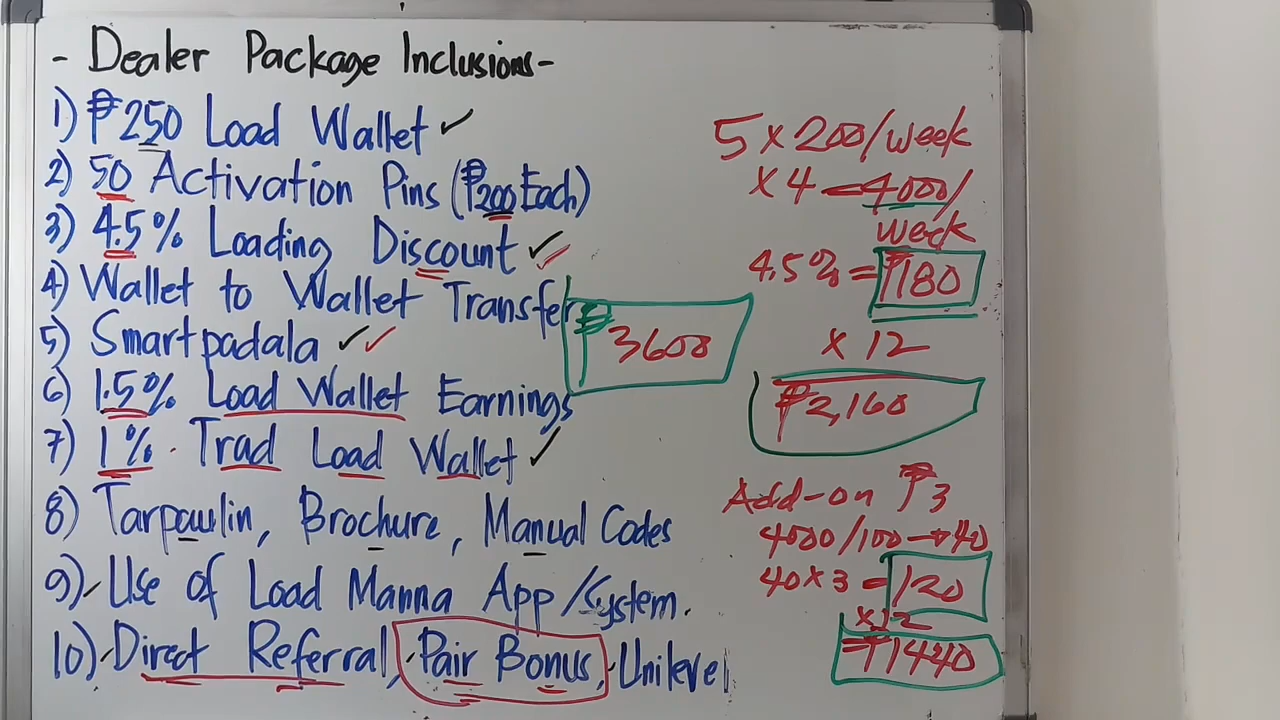 - Dealer Package Inclusions -
1) ₱250 Load Wallet ✓
2) 50 Activation Pins (₱200 Each)
3) 4.5% Loading Discount ✓✓
4) Wallet to Wallet Transfer
5) Smartpadala ✓✓
6) 1.5% Load Wallet Earnings
7) 1% Trad Load Wallet ✓
8) Tarpaulin, Brochure, Manual Codes
9) Use of Load Manna App/System.
10) Direct Referral, Pair Bonus, Unilevel
₱3600
5 x 200/week
x 4 = 4000/
week
4.5% = ₱180
x 12
₱2,160
Add-on ₱3
4000/100 → 40
40 x 3 = 120
x12
₱1440